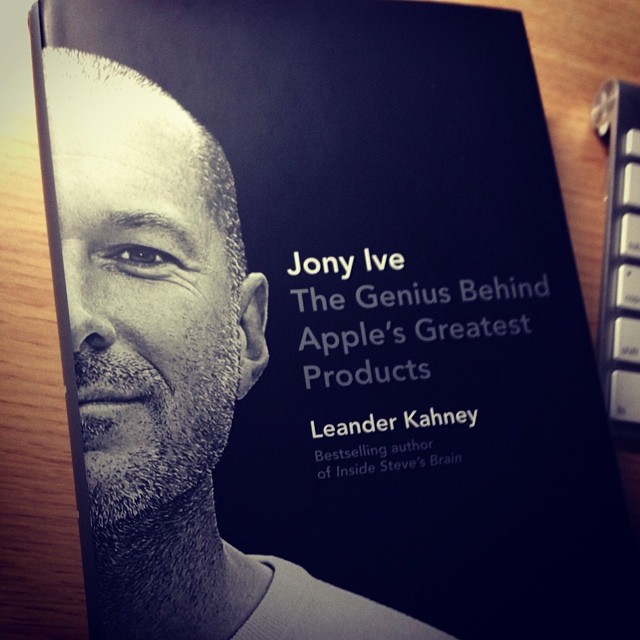 Jony Ive
The Genius Behind
Apple's Greatest
Products
Leander Kahney
Bestselling author
of Inside Steve's Brain